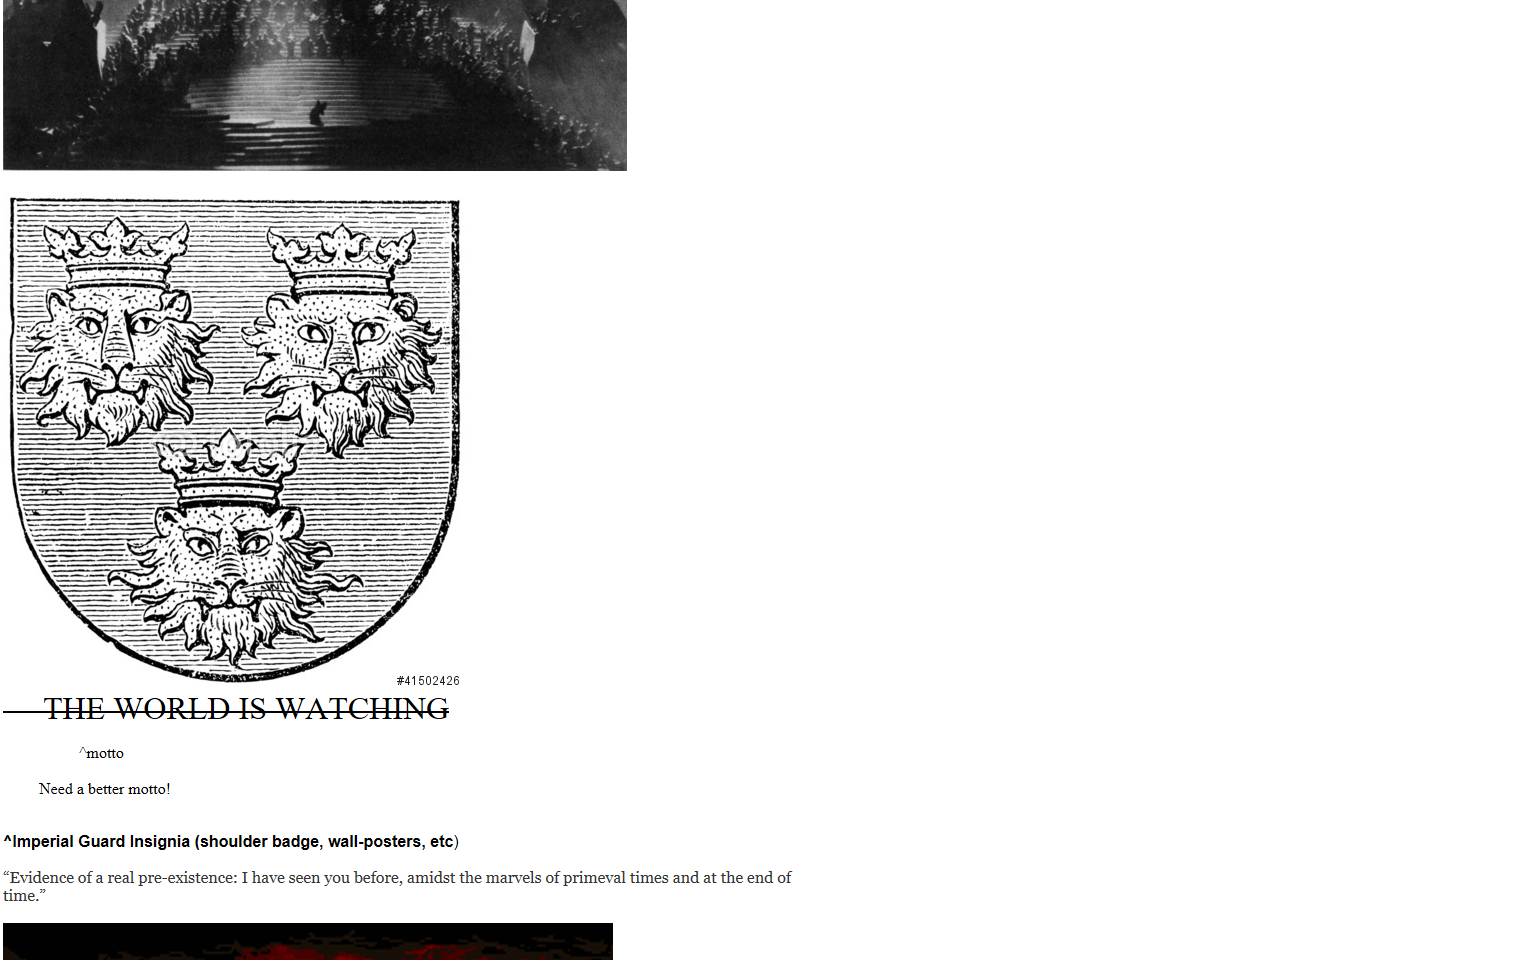 #41502426
THE WORLD IS WATCHING
^motto
Need a better motto!
^Imperial Guard Insignia (shoulder badge, wall-posters, etc)
“Evidence of a real pre-existence: I have seen you before, amidst the marvels of primeval times and at the end of
time.”